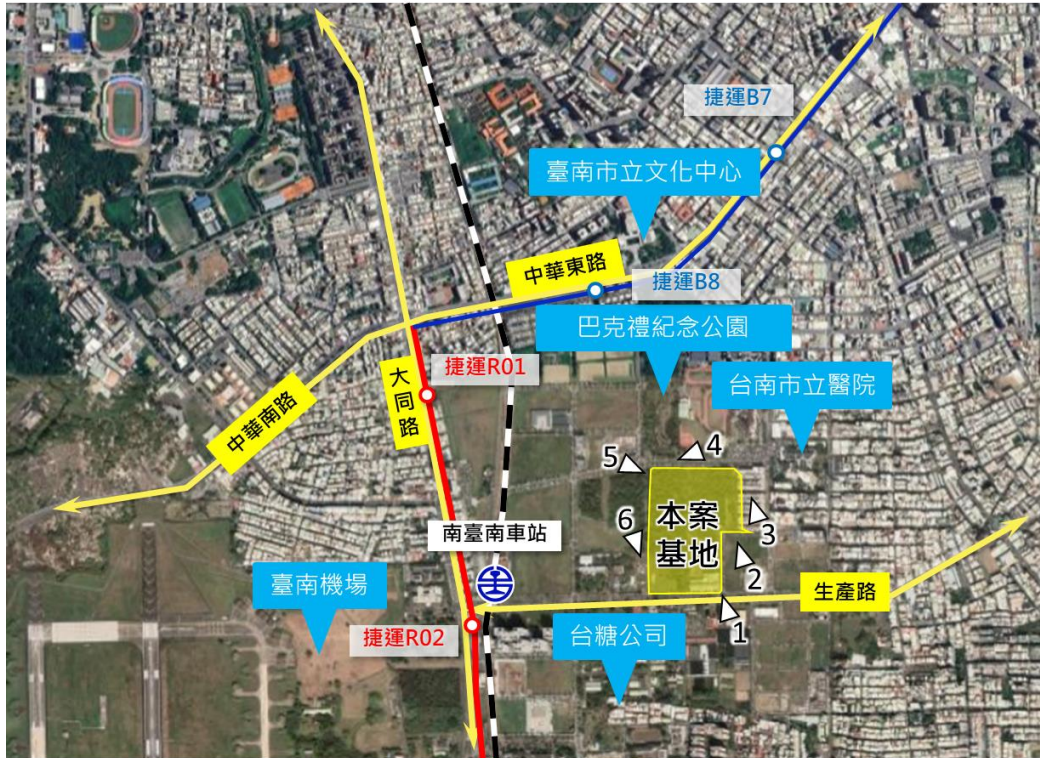 捷運B7
臺南市立文化中心
中華東路
捷運B8
巴克禮紀念公園
捷運R01
大同路
台南市立醫院
中華南路
4
5
本案
基地
3
6
南臺南車站
2
臺南機場
生產路
1
捷運R02
台糖公司